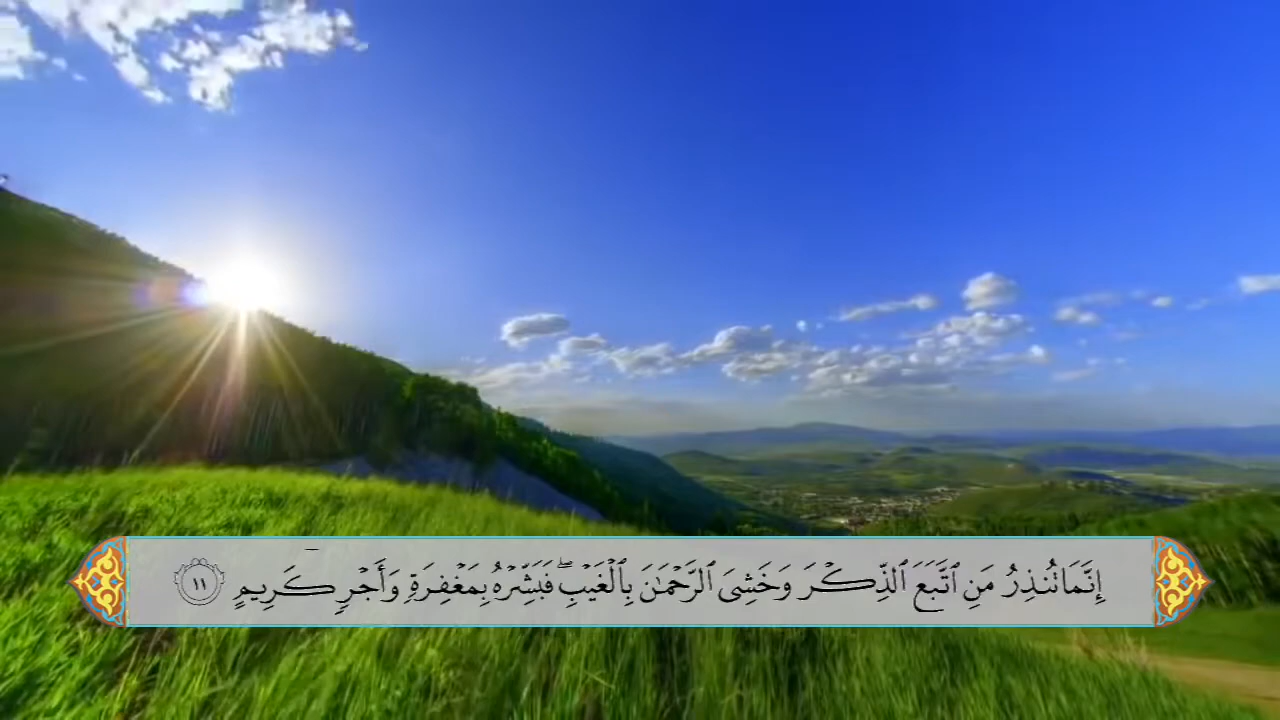 إِنَّمَا تُنذِرُ مَنِ ٱتَّبَعَ ٱلذِّكْرَ وَخَشِىَ ٱلرَّحْمَٰنَ بِٱلْغَيْبِ ۖ فَبَشِّرْهُ بِمَغْفِرَةٍ وَأَجْرٍ كَرِيمٍ ١١